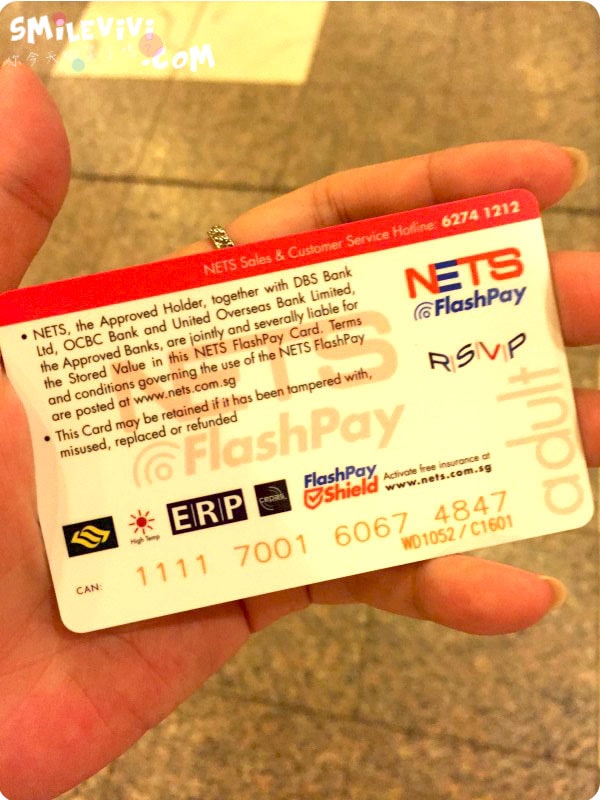 SMiLEViVi
.COM
NETS Sales & Customer Service Hotline: 6274 1212
• NETS, the Approved Holder, together with DBS Bank
Ltd, OCBC Bank and United Overseas Bank Limited,
the Approved Banks, are jointly and severally liable for
the Stored Value in this NETS FlashPay Card. Terms
and conditions governing the use of the NETS FlashPay
are posted at www.nets.com.sg
• This Card may be retained if it has been tampered with,
misused, replaced or refunded
NETS
FlashPay
R|S|V|P
adult
NETS
FlashPay
High Temp
ERP
cepas
FlashPay
Shield
Activate free insurance at
www.nets.com.sg
CAN: 1111 7001 6067 4847
WD1052 / C1601